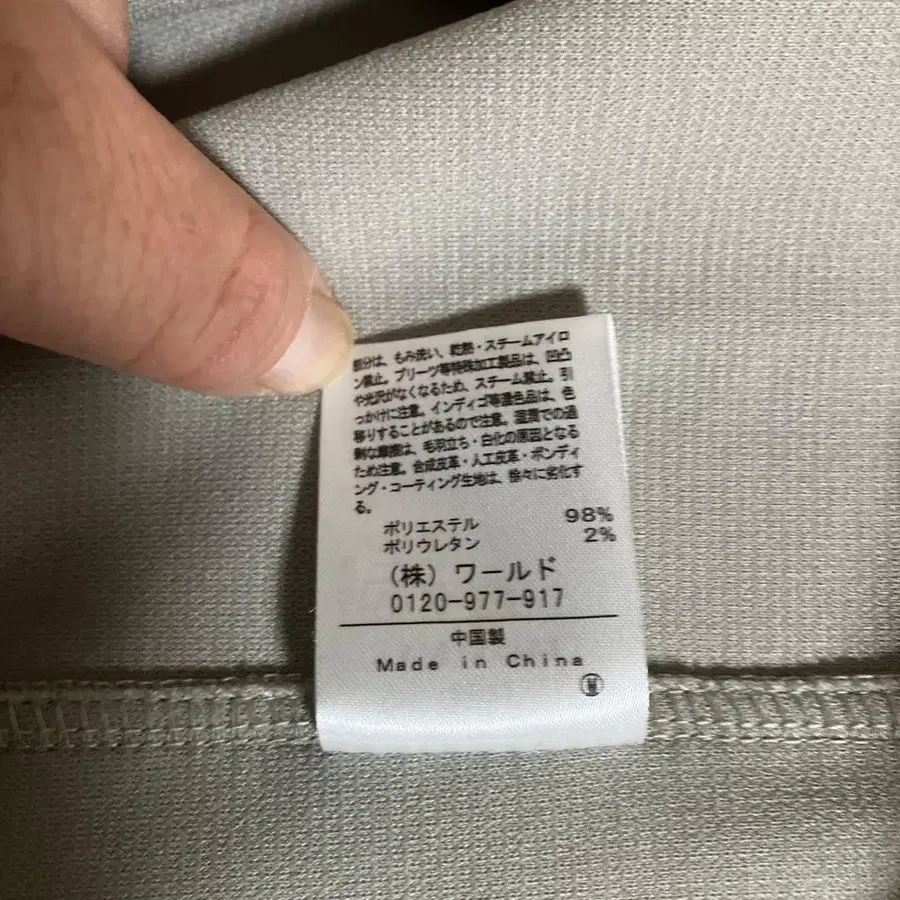 部分は、もみ洗い、乾熱・スチームアイロ
ン禁止。プリーツ等特殊加工製品は、凹凸
や光沢がなくなるため、スチーム禁止。引
っかけに注意。インディゴ等濃色品は、色
移りすることがあるので注意。湿潤での過
剰な摩擦は、毛羽立ち・白化の原因となる
ため注意。合成皮革・人工皮革・ボンディ
ング・コーティング生地は、徐々に劣化す
る。
ポリエステル 98%
ポリウレタン 2%
(株) ワールド
0120-977-917
中国製
Made in China